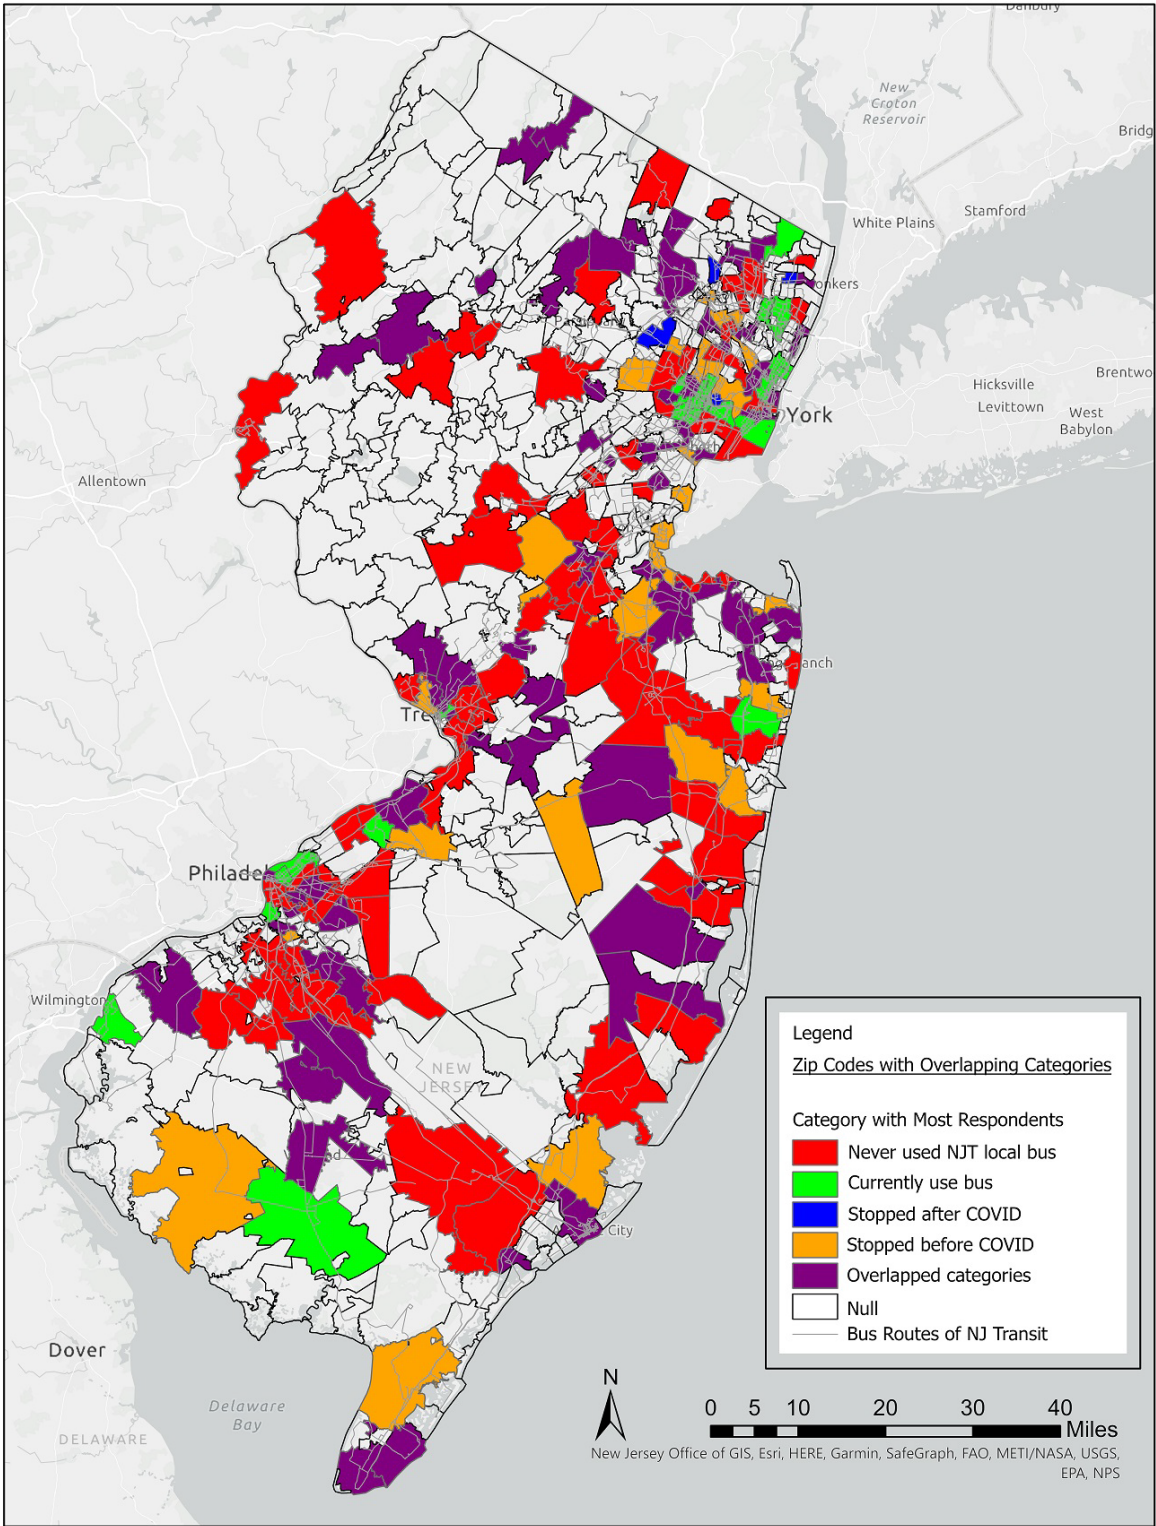 Danbury
New
Croton
Reservoir
Bridg
White Plains
Stamford
onkers
Hicksville
Levittown
Brentwo
West
Babylon
York
Allentown
anch
Tre
Philadel
Wilmington
NEW
JERSEY
City
Dover
Delaware
Bay
DELAWARE
Legend
Zip Codes with Overlapping Categories
Category with Most Respondents
Never used NJT local bus
Currently use bus
Stopped after COVID
Stopped before COVID
Overlapped categories
Null
Bus Routes of NJ Transit
N
0 5 10 20 30 40
Miles
New Jersey Office of GIS, Esri, HERE, Garmin, SafeGraph, FAO, METI/NASA, USGS,
EPA, NPS